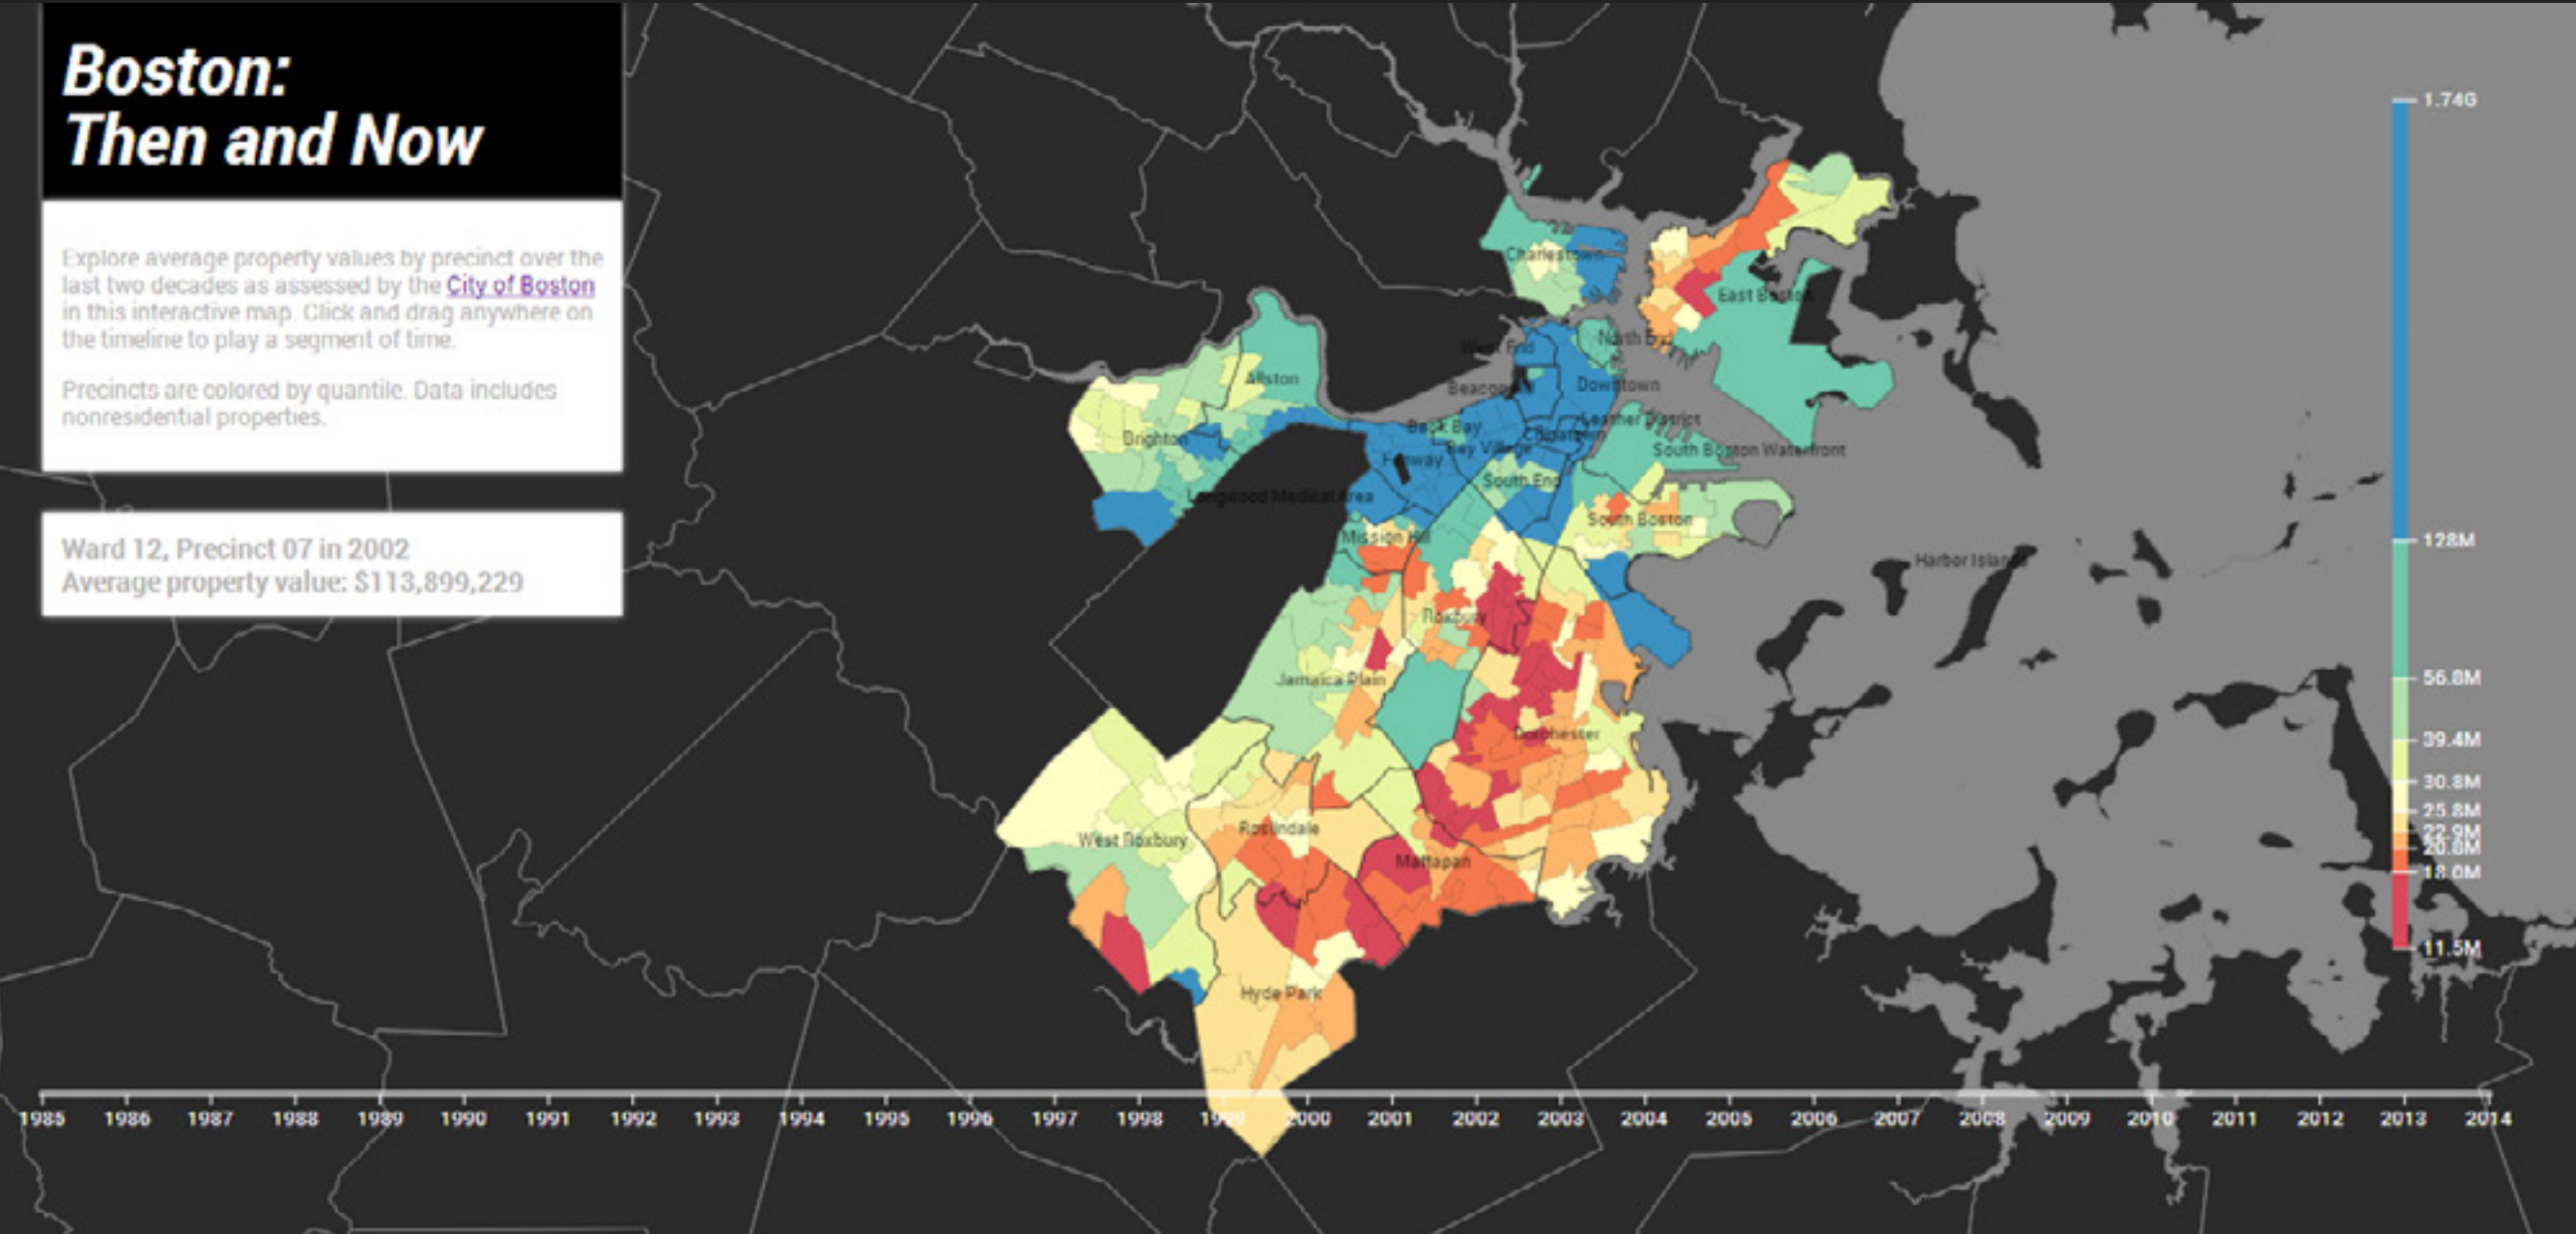 Boston:
Then and Now
Explore average property values by precinct over the
last two decades as assessed by the City of Boston
in this interactive map. Click and drag anywhere on
the timeline to play a segment of time.
Precincts are colored by quantile. Data includes
nonresidential properties.
Ward 12, Precinct 07 in 2002
Average property value: $113,899,229
Charlestown
East Boston
West End
North End
Beacon
Downtown
Allston
Leather District
Back Bay
Chinatown
Brighton
Bay Village
South Boston Waterfront
Fenway
South End
Longwood Medical Area
South Boston
Mission Hill
Harbor Islands
Roxbury
Jamaica Plain
Dorchester
Roslindale
West Roxbury
Mattapan
Hyde Park
1.74G
128M
56.8M
39.4M
30.8M
25.8M
22.9M
20.8M
18.0M
11.5M
1985 1986 1987 1988 1989 1990 1991 1992 1993 1994 1995 1996 1997 1998 1999 2000 2001 2002 2003 2004 2005 2006 2007 2008 2009 2010 2011 2012 2013 2014